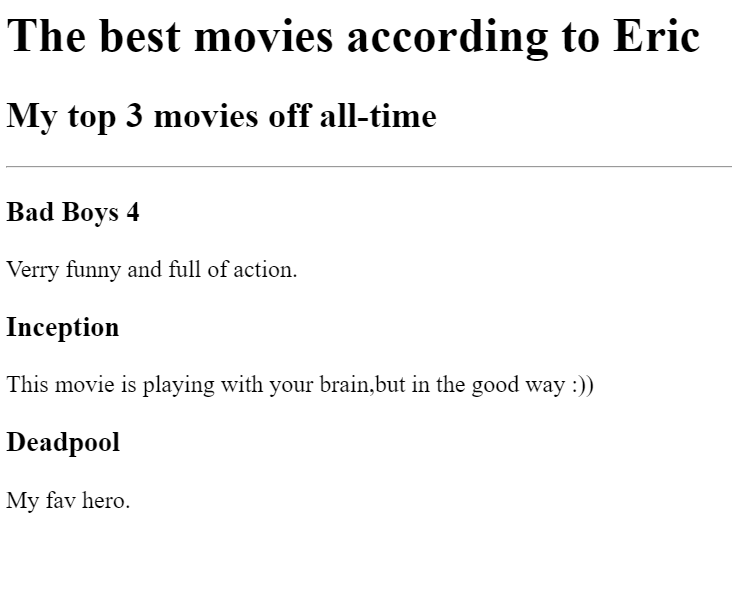 The best movies according to Eric
My top 3 movies off all-time
Bad Boys 4
Verry funny and full of action.
Inception
This movie is playing with your brain,but in the good way :))
Deadpool
My fav hero.